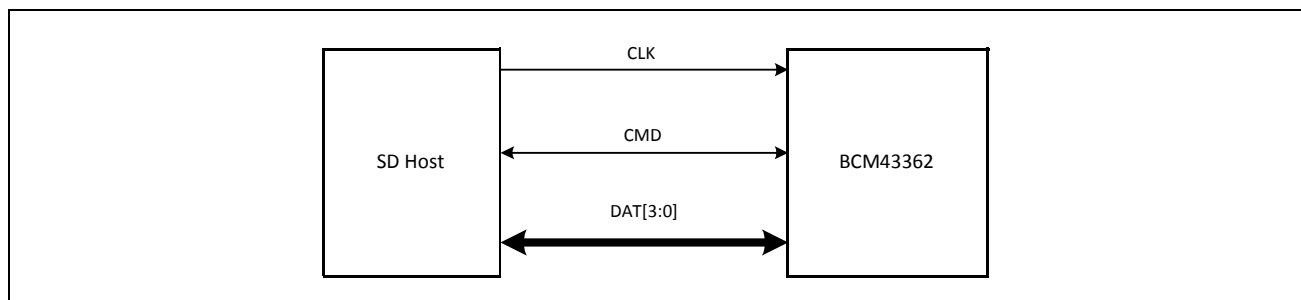 CLK
CMD
SD Host
BCM43362
DAT[3:0]